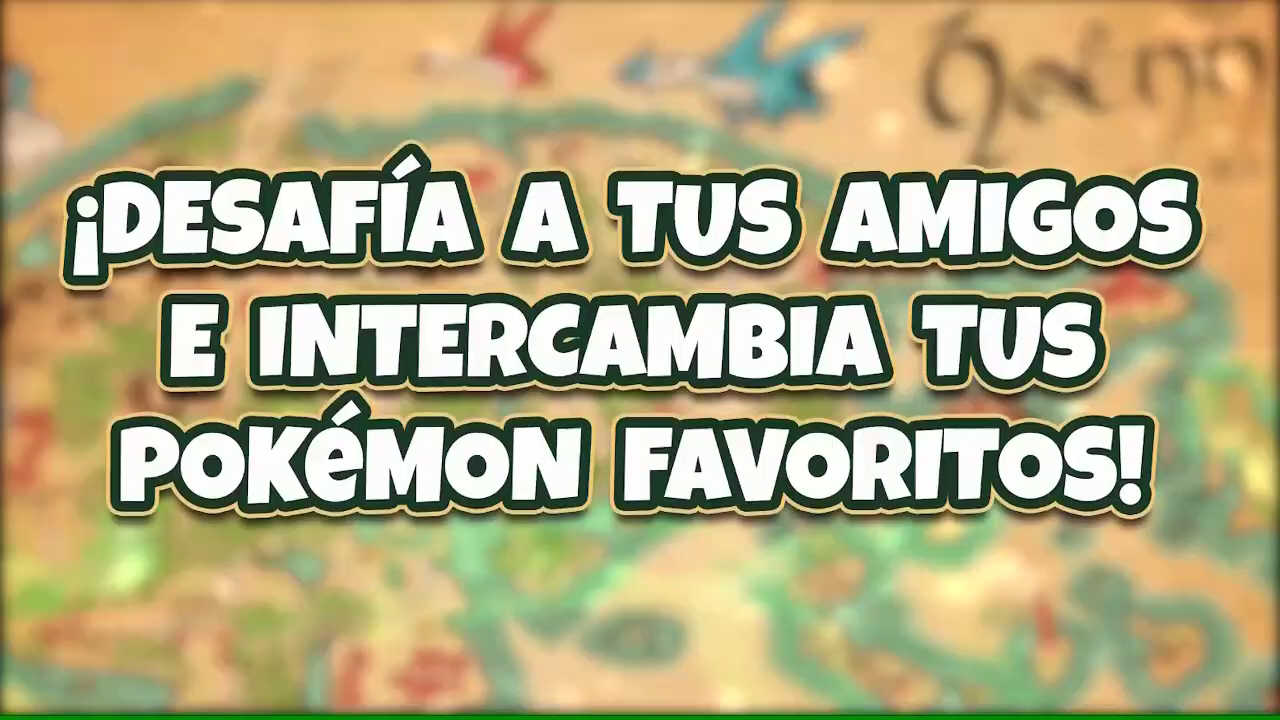 ¡DESAFÍA A TUS AMIGOS
E INTERCAMBIA TUS
POKéMON FAVORITOS!